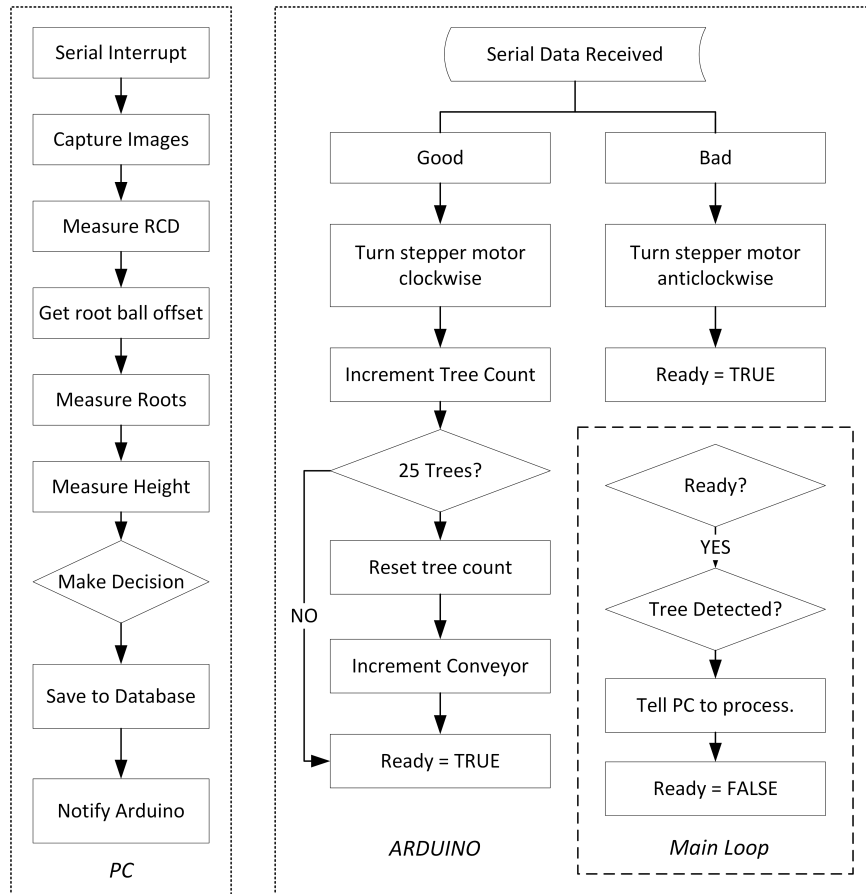 Serial Interrupt
Capture Images
Measure RCD
Get root ball offset
Measure Roots
Measure Height
Make Decision
Save to Database
Notify Arduino
PC
Serial Data Received
Good
Turn stepper motor
clockwise
Increment Tree Count
25 Trees?
Reset tree count
NO
Increment Conveyor
Ready = TRUE
ARDUINO
Bad
Turn stepper motor
anticlockwise
Ready = TRUE
Ready?
YES
Tree Detected?
Tell PC to process.
Ready = FALSE
Main Loop